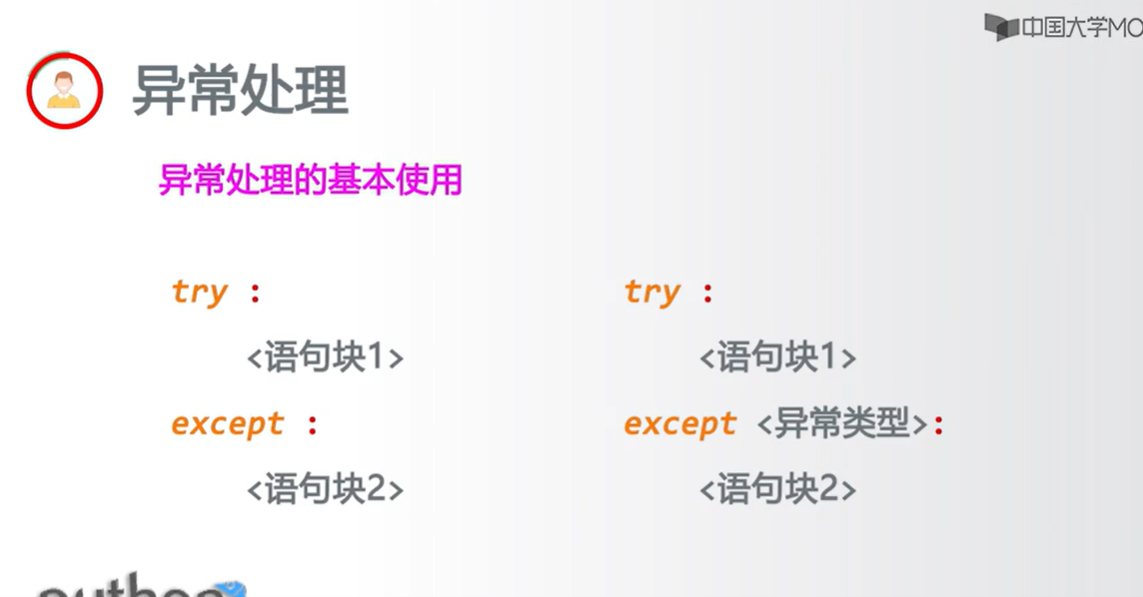 中国大学MO
异常处理
异常处理的基本使用
try :
<语句块1>
except :
<语句块2>
try :
<语句块1>
except <异常类型>:
<语句块2>